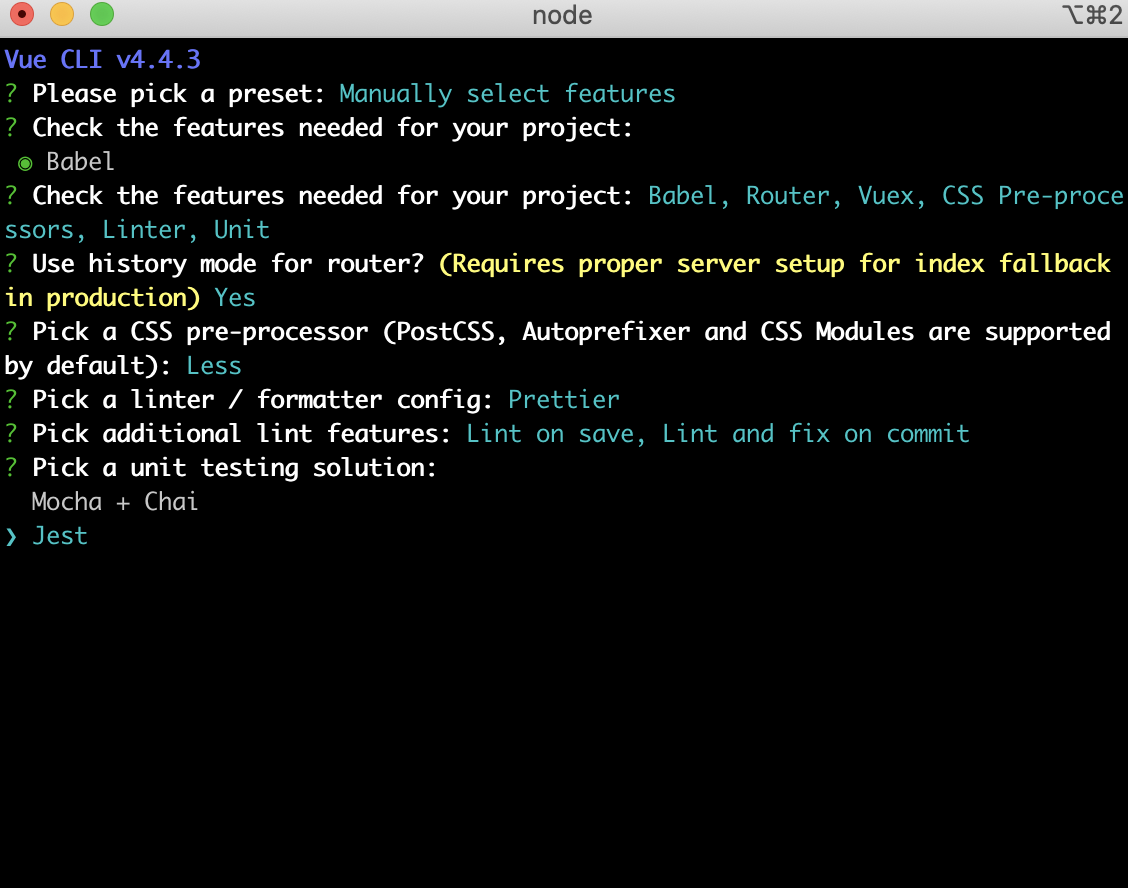 node
⌥⌘2
Vue CLI v4.4.3
? Please pick a preset: Manually select features
? Check the features needed for your project:
◉ Babel
? Check the features needed for your project: Babel, Router, Vuex, CSS Pre-proce
ssors, Linter, Unit
? Use history mode for router? (Requires proper server setup for index fallback
in production) Yes
? Pick a CSS pre-processor (PostCSS, Autoprefixer and CSS Modules are supported
by default): Less
? Pick a linter / formatter config: Prettier
? Pick additional lint features: Lint on save, Lint and fix on commit
? Pick a unit testing solution:
Mocha + Chai
❯ Jest